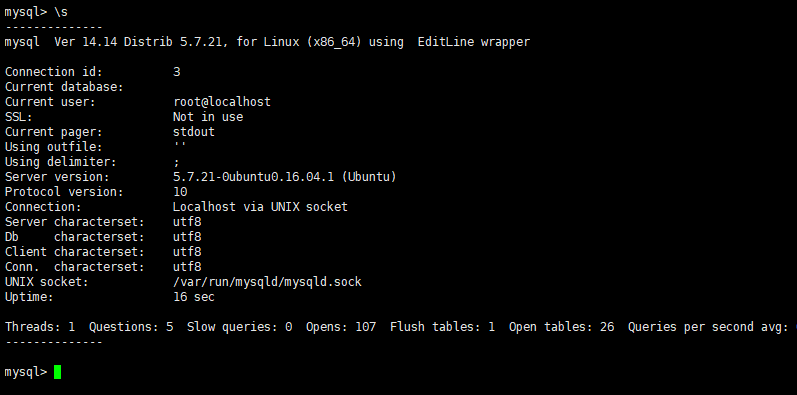 mysql> \s
--------------
mysql  Ver 14.14 Distrib 5.7.21, for Linux (x86_64) using  EditLine wrapper
Connection id:          3
Current database:
Current user:           root@localhost
SSL:                    Not in use
Current pager:          stdout
Using outfile:          ''
Using delimiter:        ;
Server version:         5.7.21-0ubuntu0.16.04.1 (Ubuntu)
Protocol version:       10
Connection:             Localhost via UNIX socket
Server characterset:    utf8
Db     characterset:    utf8
Client characterset:    utf8
Conn.  characterset:    utf8
UNIX socket:            /var/run/mysqld/mysqld.sock
Uptime:                 16 sec
Threads: 1  Questions: 5  Slow queries: 0  Opens: 107  Flush tables: 1  Open tables: 26  Queries per second avg:
--------------
mysql>